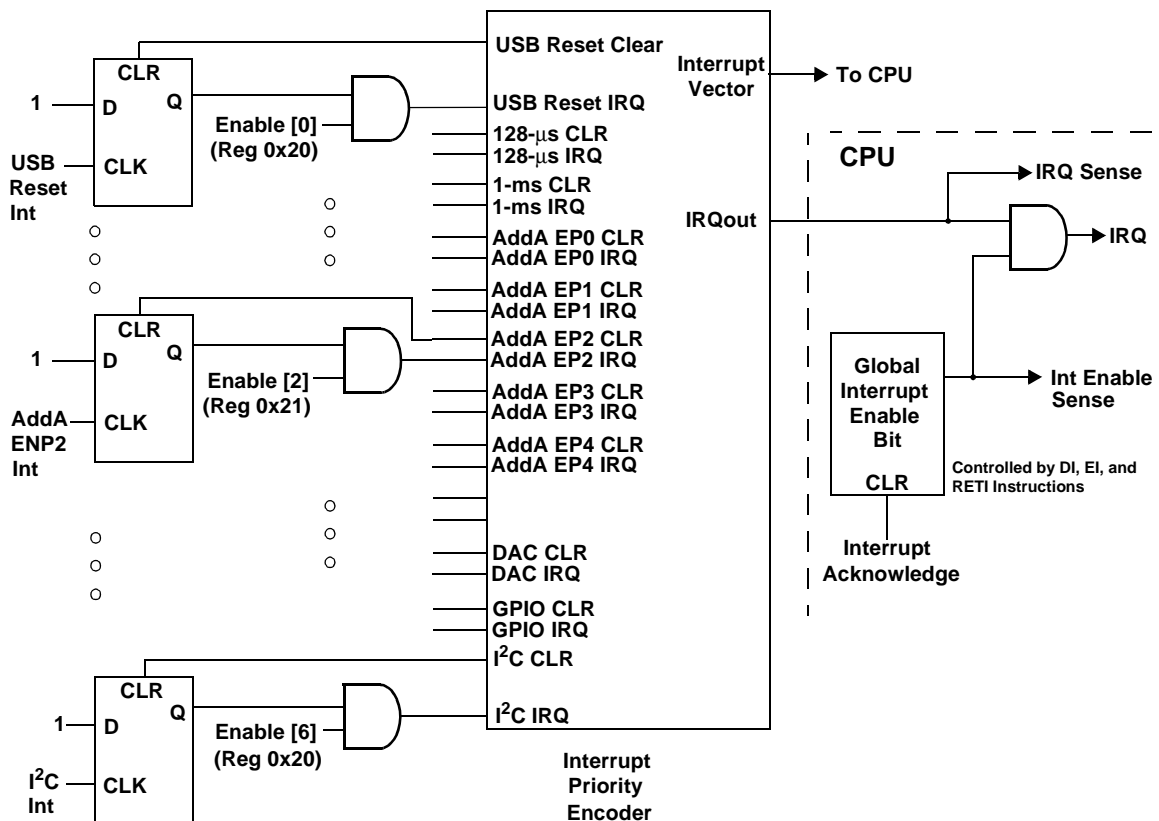 CLR
1
D
Q
CLK
USB
Reset
Int
Enable [0]
(Reg 0x20)
CLR
1
D
Q
CLK
AddA
ENP2
Int
Enable [2]
(Reg 0x21)
CLR
1
D
Q
CLK
I²C
Int
Enable [6]
(Reg 0x20)
USB Reset Clear
USB Reset IRQ
128-μs CLR
128-μs IRQ
1-ms CLR
1-ms IRQ
AddA EP0 CLR
AddA EP0 IRQ
AddA EP1 CLR
AddA EP1 IRQ
AddA EP2 CLR
AddA EP2 IRQ
AddA EP3 CLR
AddA EP3 IRQ
AddA EP4 CLR
AddA EP4 IRQ
DAC CLR
DAC IRQ
GPIO CLR
GPIO IRQ
I²C CLR
I²C IRQ
Interrupt
Vector
IRQout
Interrupt
Priority
Encoder
To CPU
CPU
IRQ Sense
IRQ
Global
Interrupt
Enable
Bit
CLR
Int Enable
Sense
Controlled by DI, EI, and
RETI Instructions
Interrupt
Acknowledge